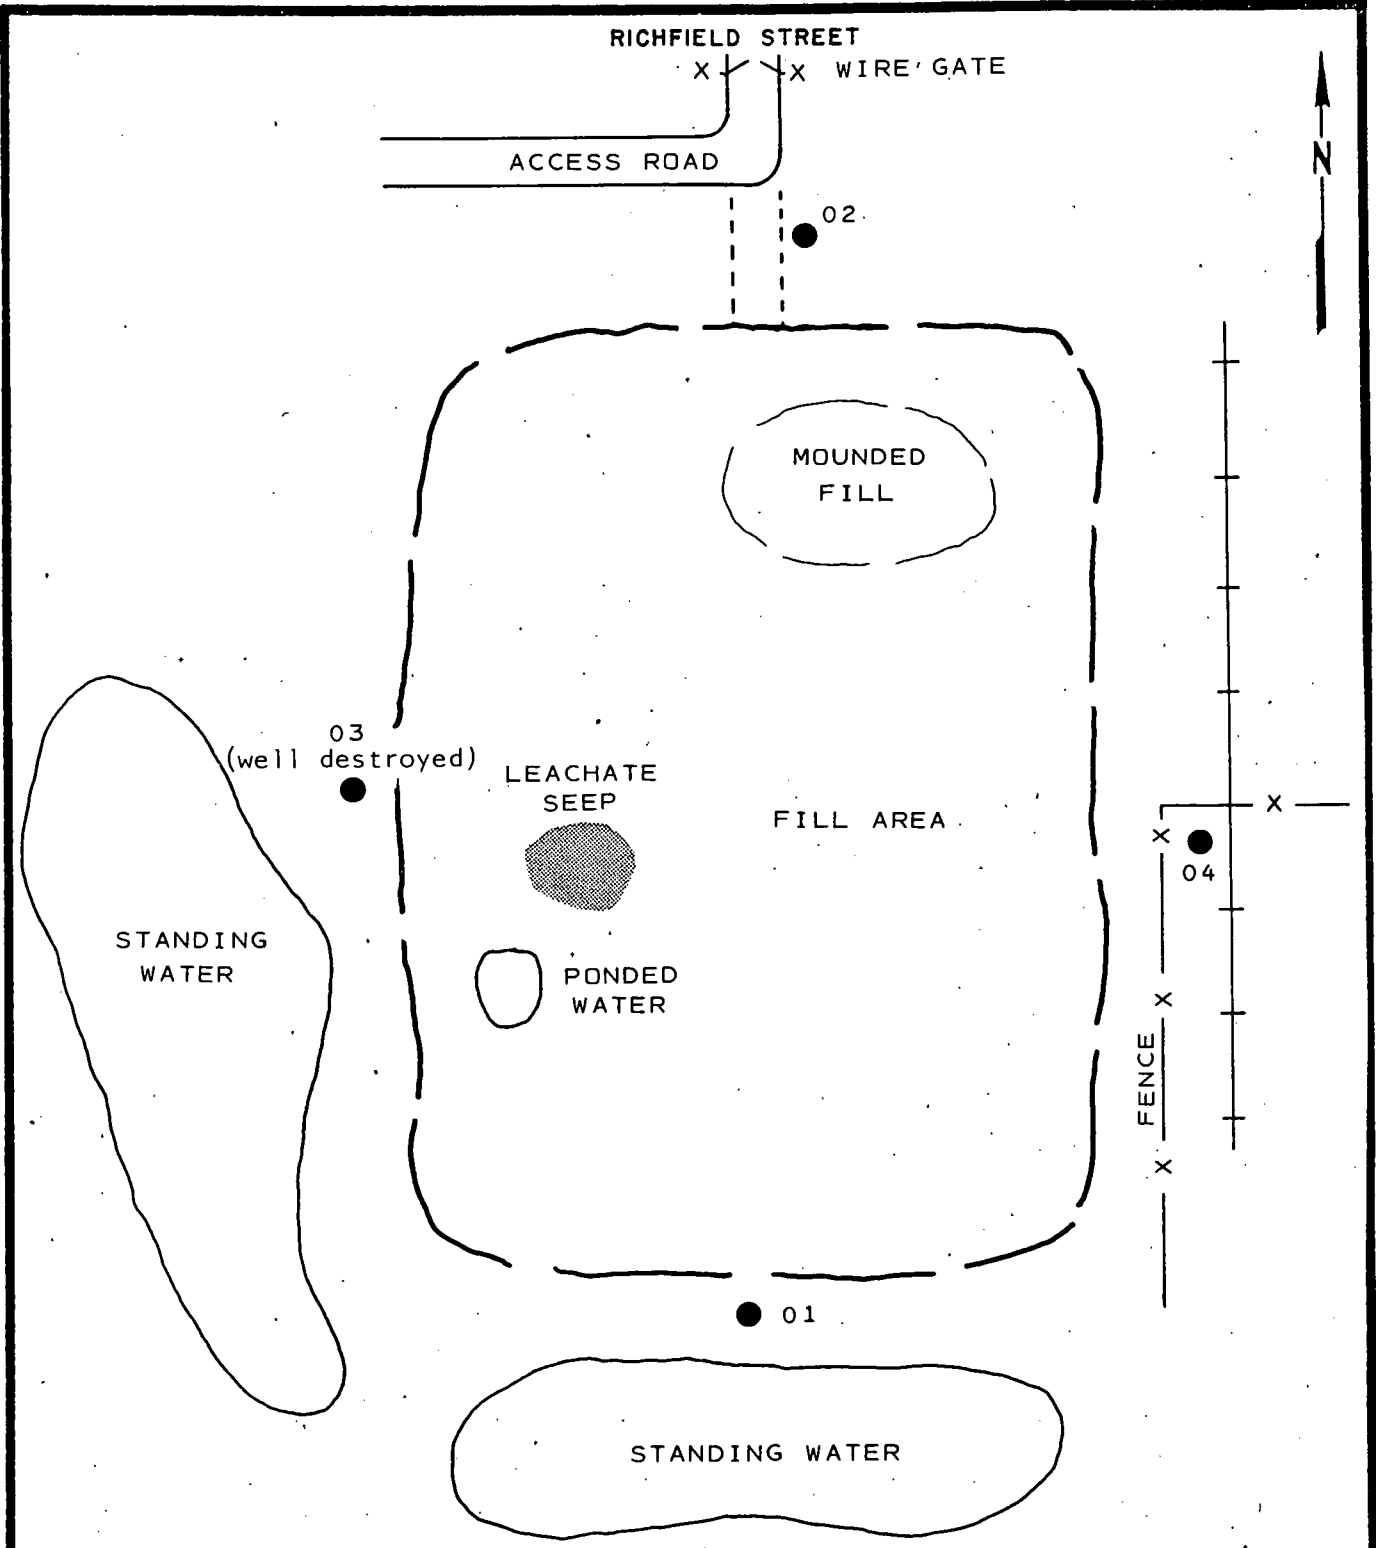 RICHFIELD STREET
X X WIRE GATE
N
ACCESS ROAD
02
MOUNDED
FILL
03
(well destroyed)
LEACHATE
SEEP
FILL AREA
X
X
04
STANDING
WATER
PONDED
WATER
X
FENCE
X
01
STANDING WATER